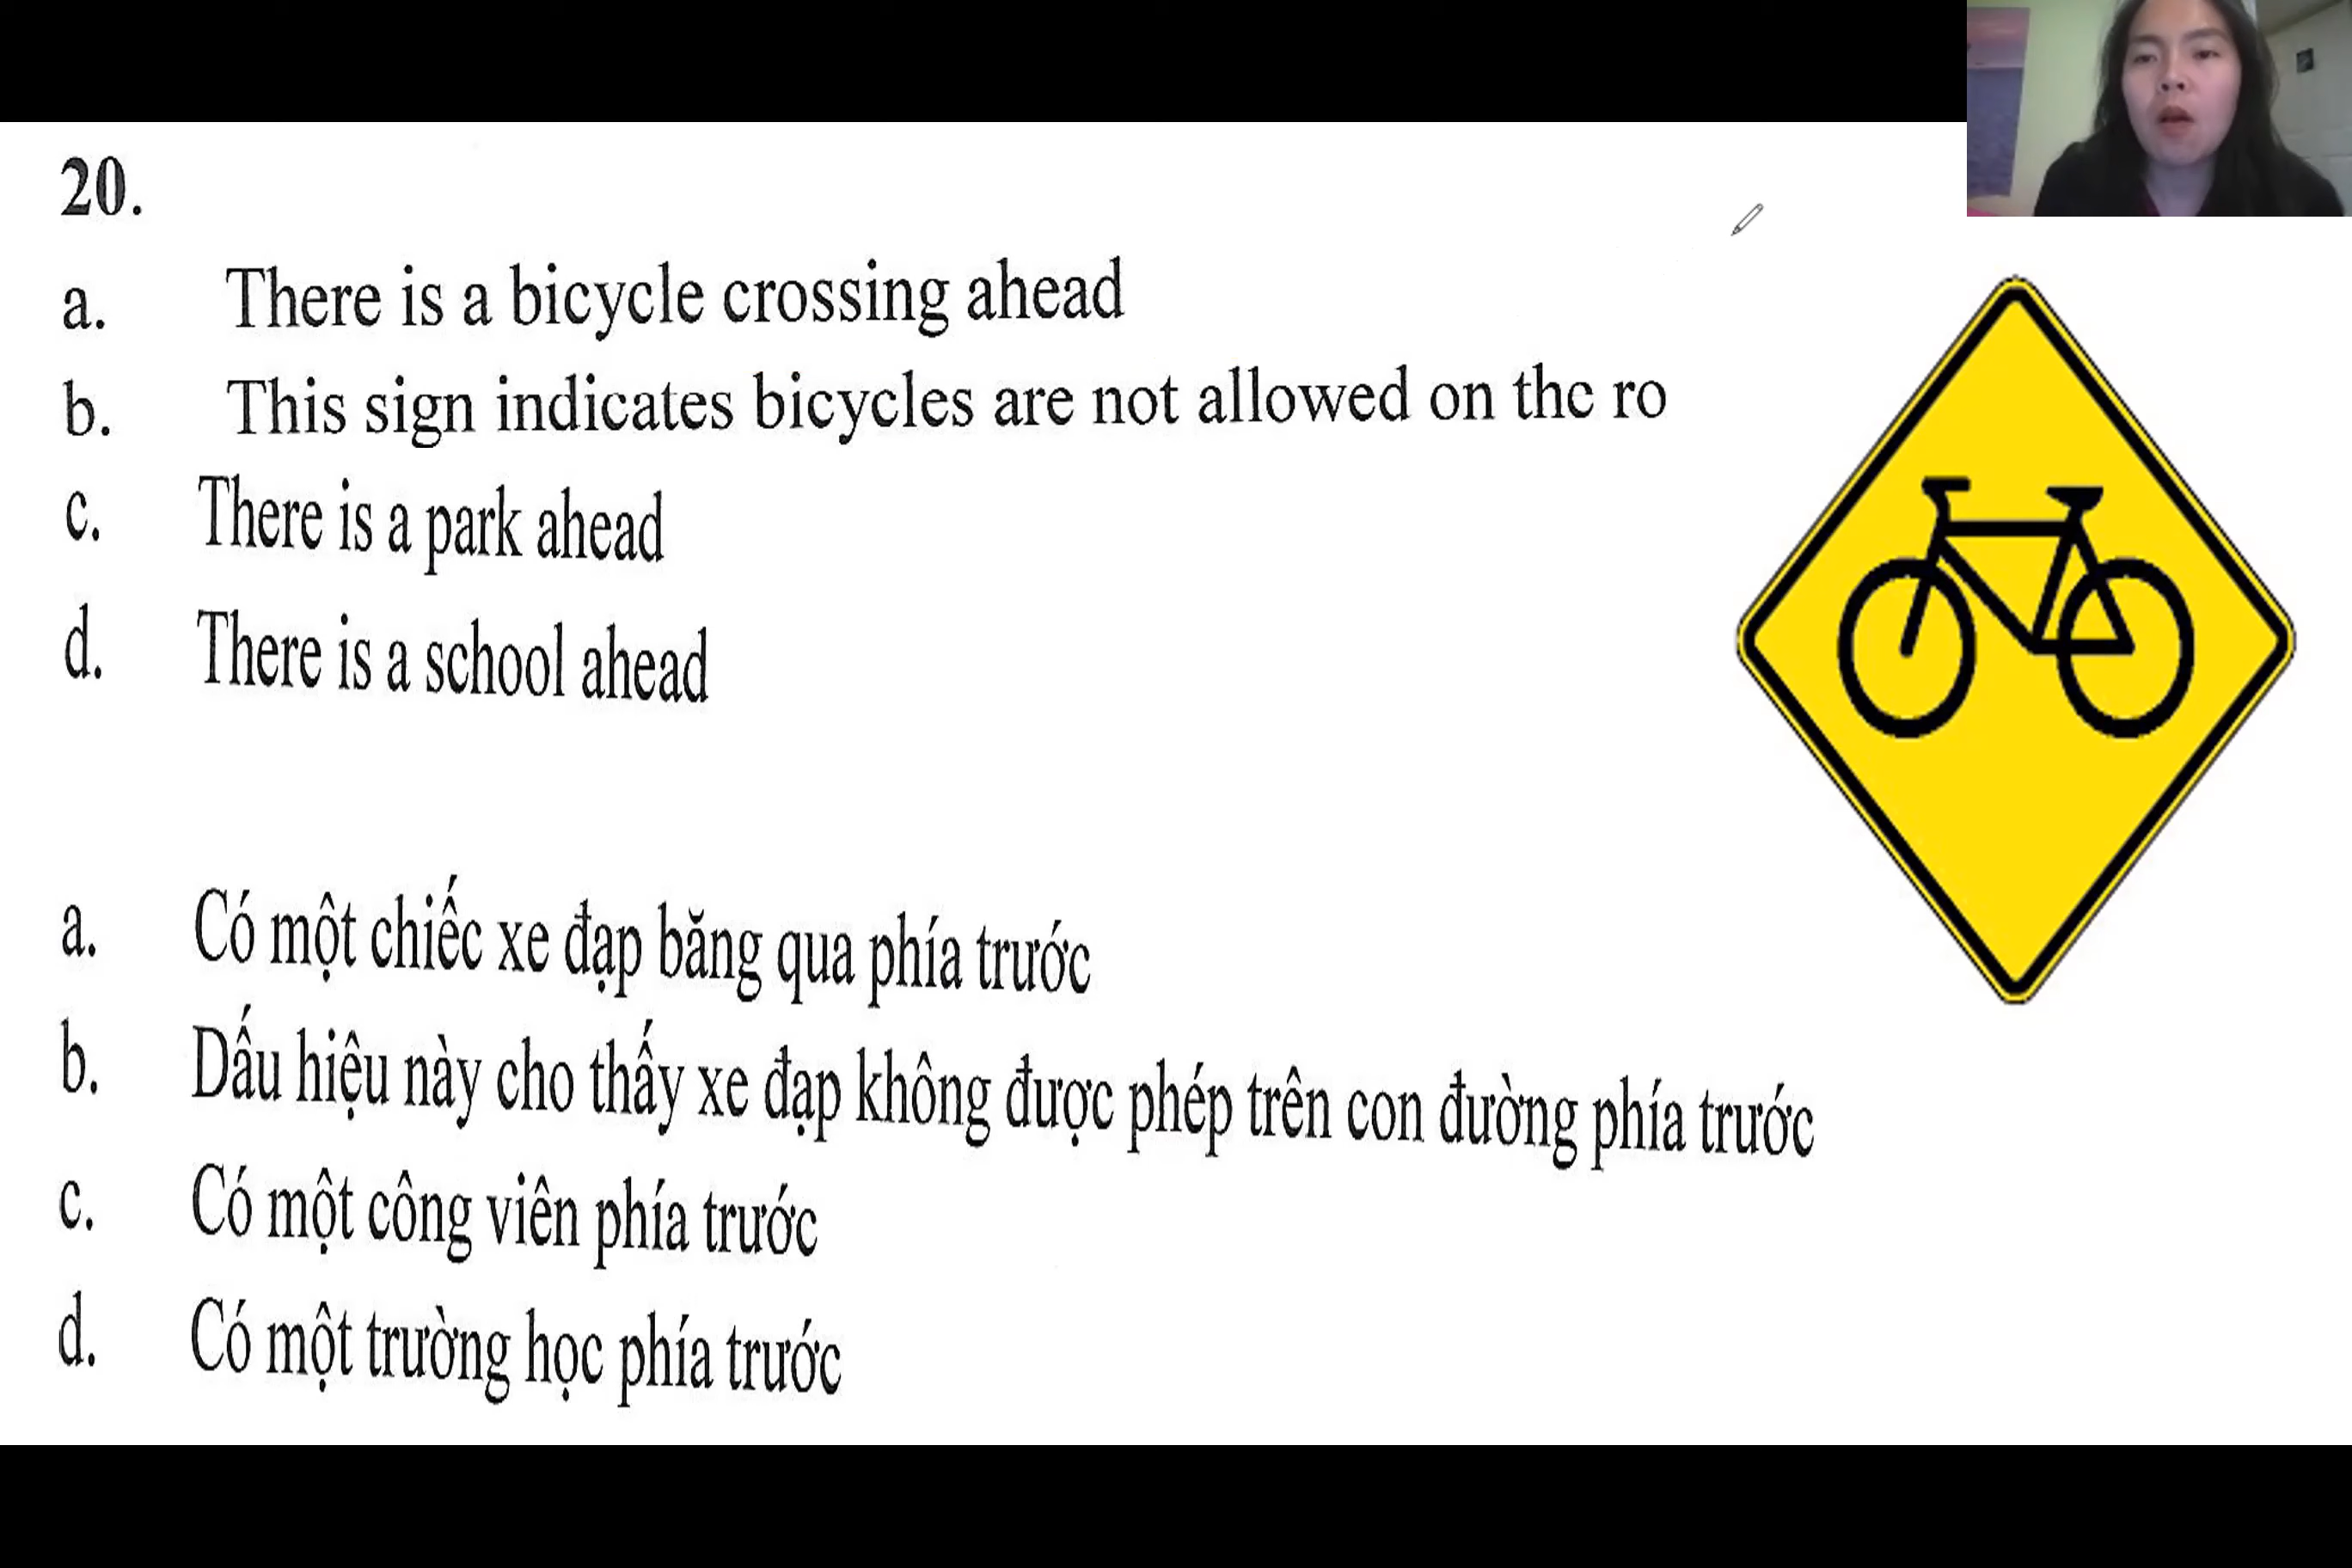 20.
a. There is a bicycle crossing ahead
b. This sign indicates bicycles are not allowed on the ro
c. There is a park ahead
d. There is a school ahead
a. Có một chiếc xe đạp băng qua phía trước
b. Dấu hiệu này cho thấy xe đạp không được phép trên con đường phía trước
c. Có một công viên phía trước
d. Có một trường học phía trước